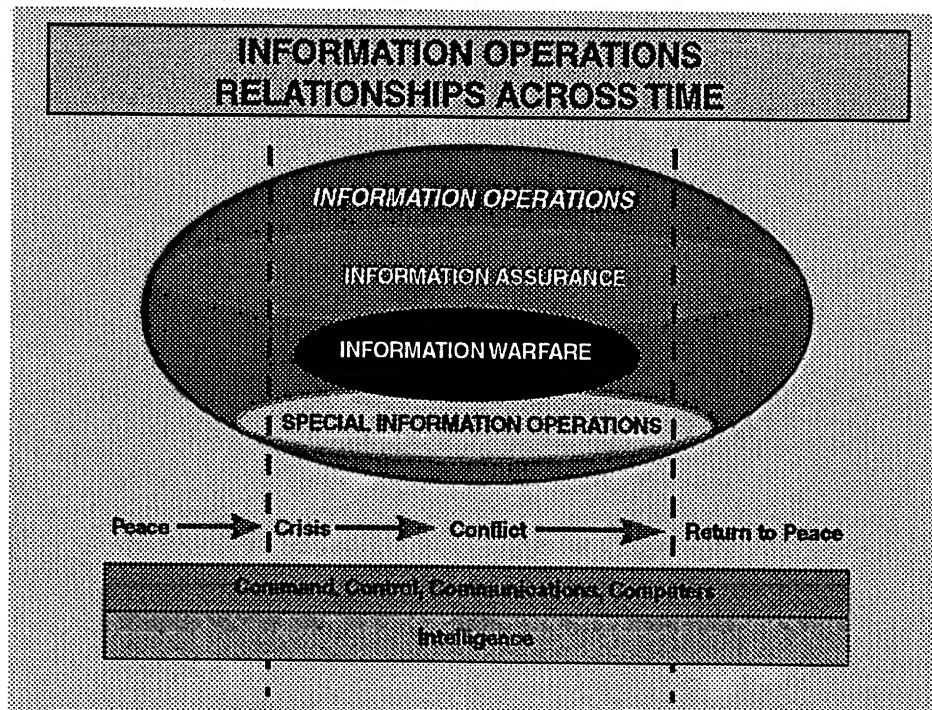 INFORMATION OPERATIONS
RELATIONSHIPS ACROSS TIME
INFORMATION OPERATIONS
INFORMATION ASSURANCE
INFORMATION WARFARE
SPECIAL INFORMATION OPERATIONS
Peace Crisis Conflict Return to Peace
Command, Control, Communications, Computers
Intelligence